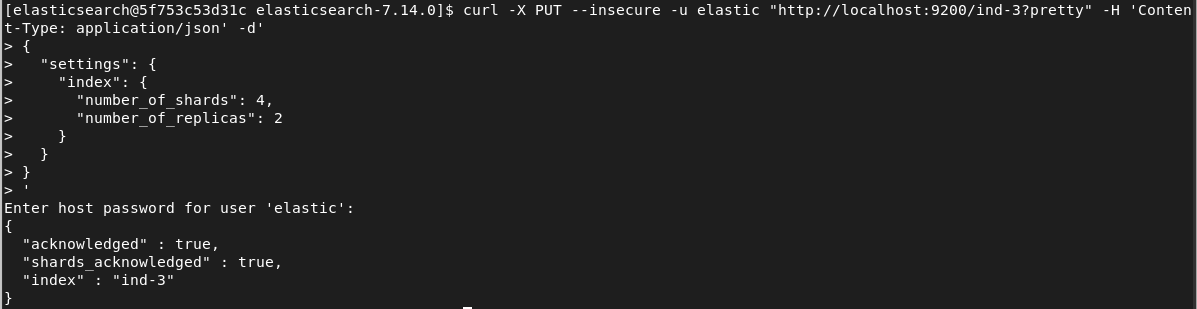 [elasticsearch@5f753c53d31c elasticsearch-7.14.0]$ curl -X PUT --insecure -u elastic "http://localhost:9200/ind-3?pretty" -H 'Conten
t-Type: application/json' -d'
> {
>   "settings": {
>     "index": {
>       "number_of_shards": 4,
>       "number_of_replicas": 2
>     }
>   }
> }
> '
Enter host password for user 'elastic':
{
  "acknowledged" : true,
  "shards_acknowledged" : true,
  "index" : "ind-3"
}